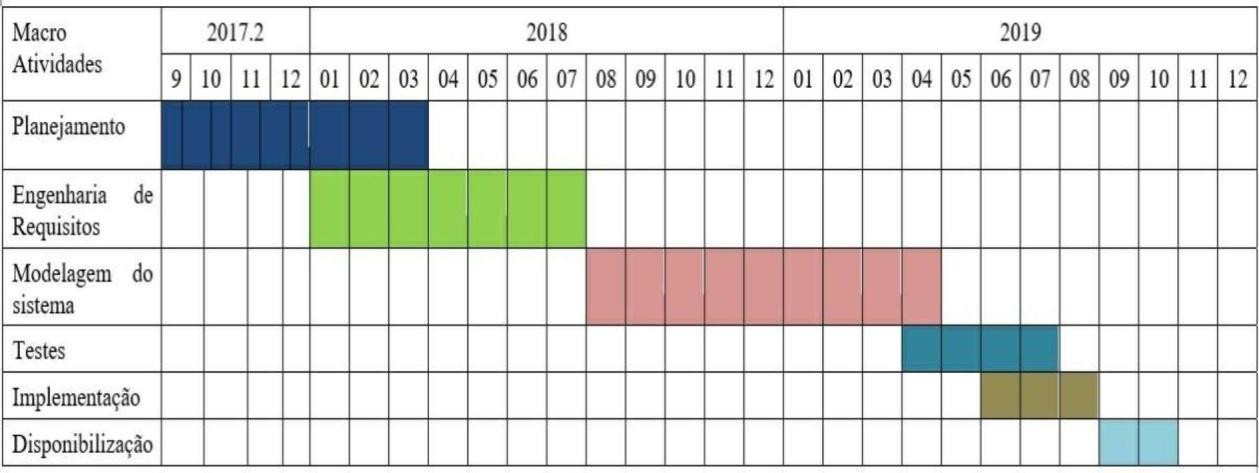 Macro Atividades 2017.2 2018 2019
9 10 11 12 01 02 03 04 05 06 07 08 09 10 11 12 01 02 03 04 05 06 07 08 09 10 11 12
Planejamento
Engenharia de
Requisitos
Modelagem do
sistema
Testes
Implementação
Disponibilização